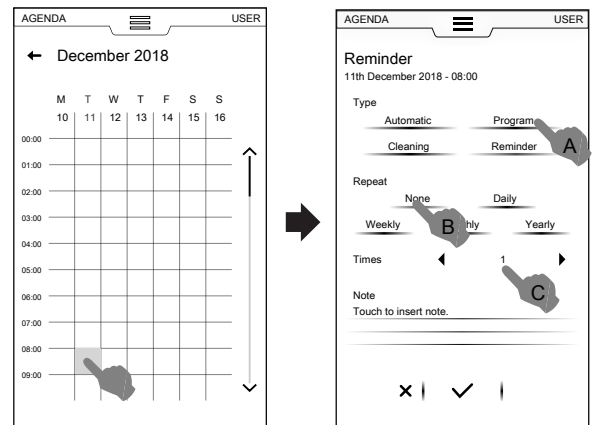 AGENDA USER
December 2018
M T W T F S S
10 11 12 13 14 15 16
00:00
01:00
02:00
03:00
04:00
05:00
06:00
07:00
08:00
09:00
AGENDA USER
Reminder
11th December 2018 - 08:00
Type
Automatic Program
A
Cleaning Reminder
Repeat
None Daily
Weekly B hly Yearly
Times 1
C
Note
Touch to insert note.